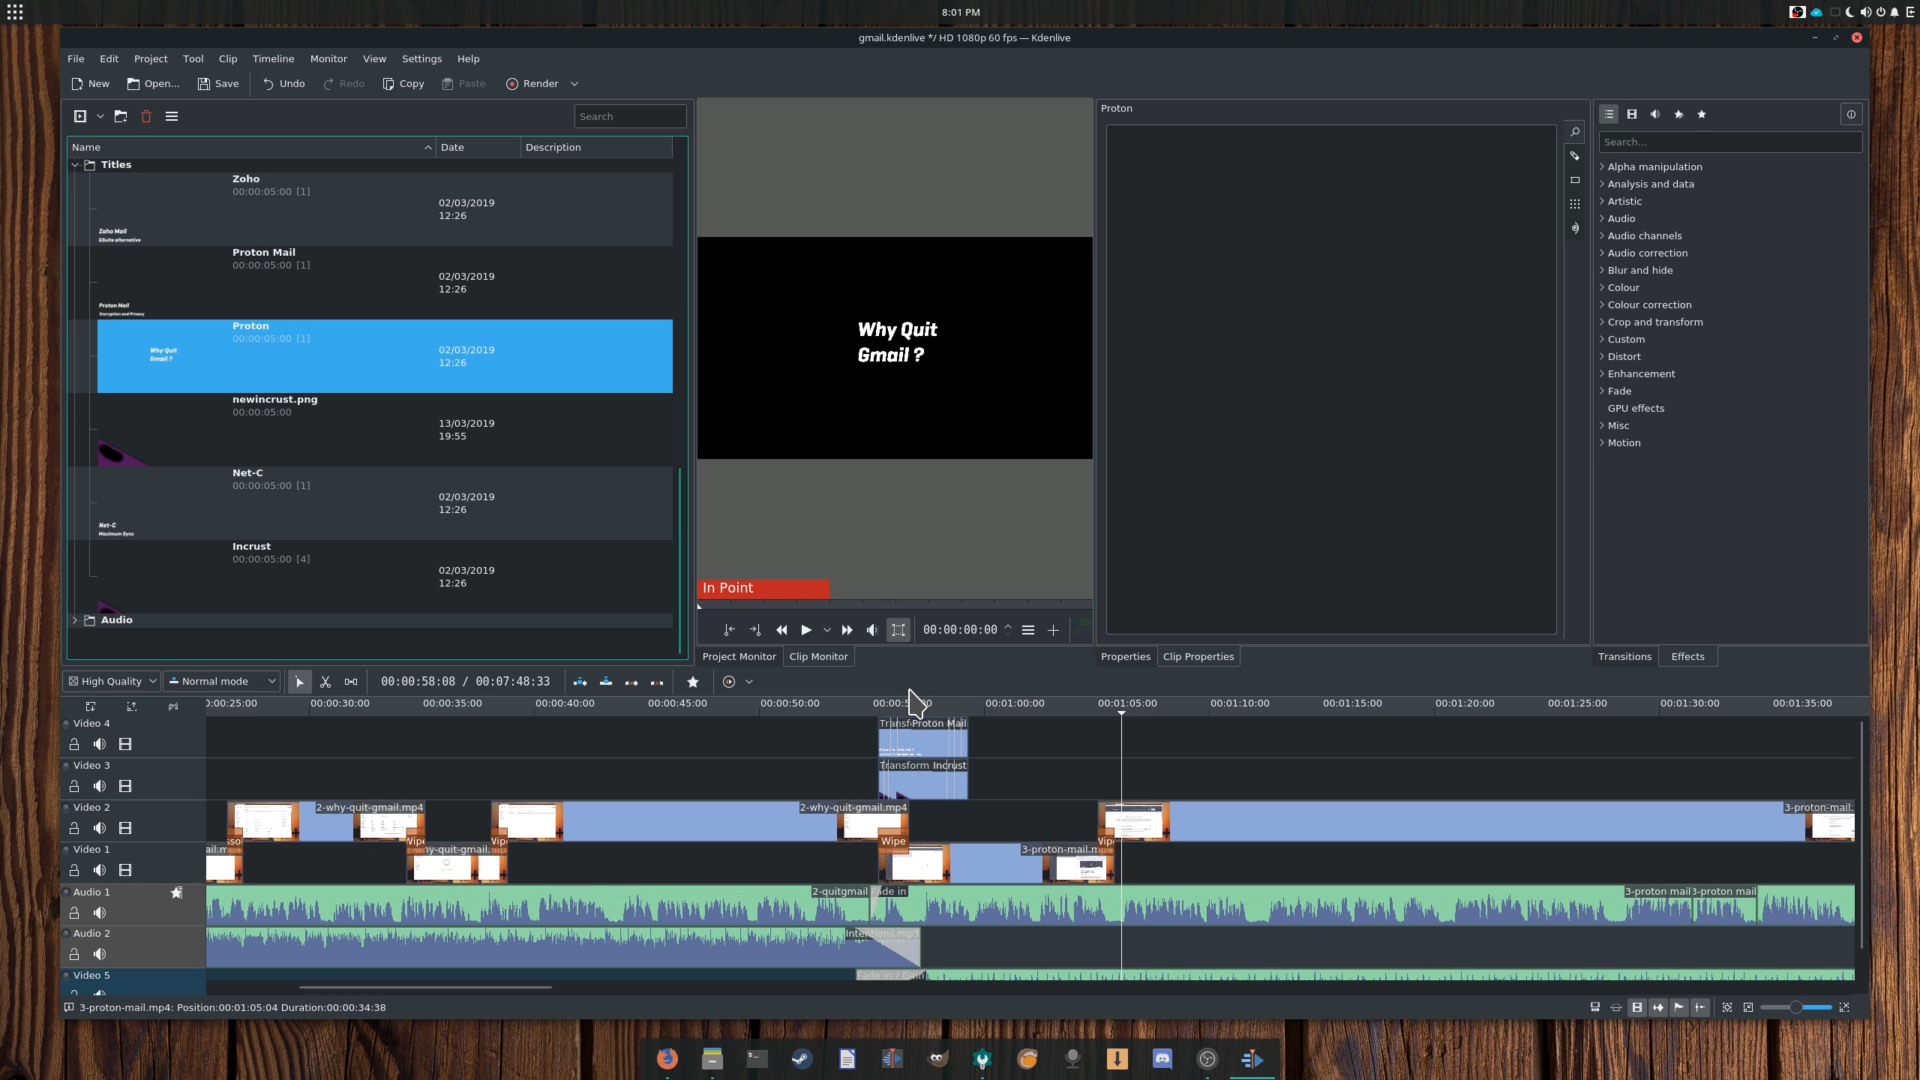 8:01 PM
gmail.kdenlive */ HD 1080p 60 fps — Kdenlive
File Edit Project Tool Clip Timeline Monitor View Settings Help
New Open... Save Undo Redo Copy Paste Render
Search
Name Date Description
Titles
Zoho
00:00:05:00 [1]
02/03/2019
12:26
Zoho Mail
GSuite alternative
Proton Mail
00:00:05:00 [1]
02/03/2019
12:26
Proton Mail
Encryption and Privacy
Proton
00:00:05:00 [1]
02/03/2019
12:26
Why Quit
Gmail ?
newincrust.png
00:00:05:00
13/03/2019
19:55
Net-C
00:00:05:00 [1]
02/03/2019
12:26
Net-C
Maximum Sync
Incrust
00:00:05:00 [4]
02/03/2019
12:26
Audio
Why Quit
Gmail ?
In Point
00:00:00:00
Project Monitor Clip Monitor
Proton
Properties Clip Properties
Search...
Alpha manipulation
Analysis and data
Artistic
Audio
Audio channels
Audio correction
Blur and hide
Colour
Colour correction
Crop and transform
Custom
Distort
Enhancement
Fade
GPU effects
Misc
Motion
Transitions Effects
High Quality Normal mode 00:00:58:08 / 00:07:48:33
0:00:25:00 00:00:30:00 00:00:35:00 00:00:40:00 00:00:45:00 00:00:50:00 00:01:00:00 00:01:05:00 00:01:10:00 00:01:15:00 00:01:20:00 00:01:25:00 00:01:30:00 00:01:35:00
Video 4 Transf Proton Mail
Video 3 Transform Incrust
Video 2 2-why-quit-gmail.mp4 2-why-quit-gmail.mp4 3-proton-mail.
Wipe Wip Wipe Wip
Video 1 ail.m hy-quit-gmail. 3-proton-mail.m
Audio 1 2-quitgmail Fade in 3-proton mail 3-proton mail
Audio 2 Intentions.mp3
Video 5 Fade in / Gain
3-proton-mail.mp4: Position:00:01:05:04 Duration:00:00:34:38